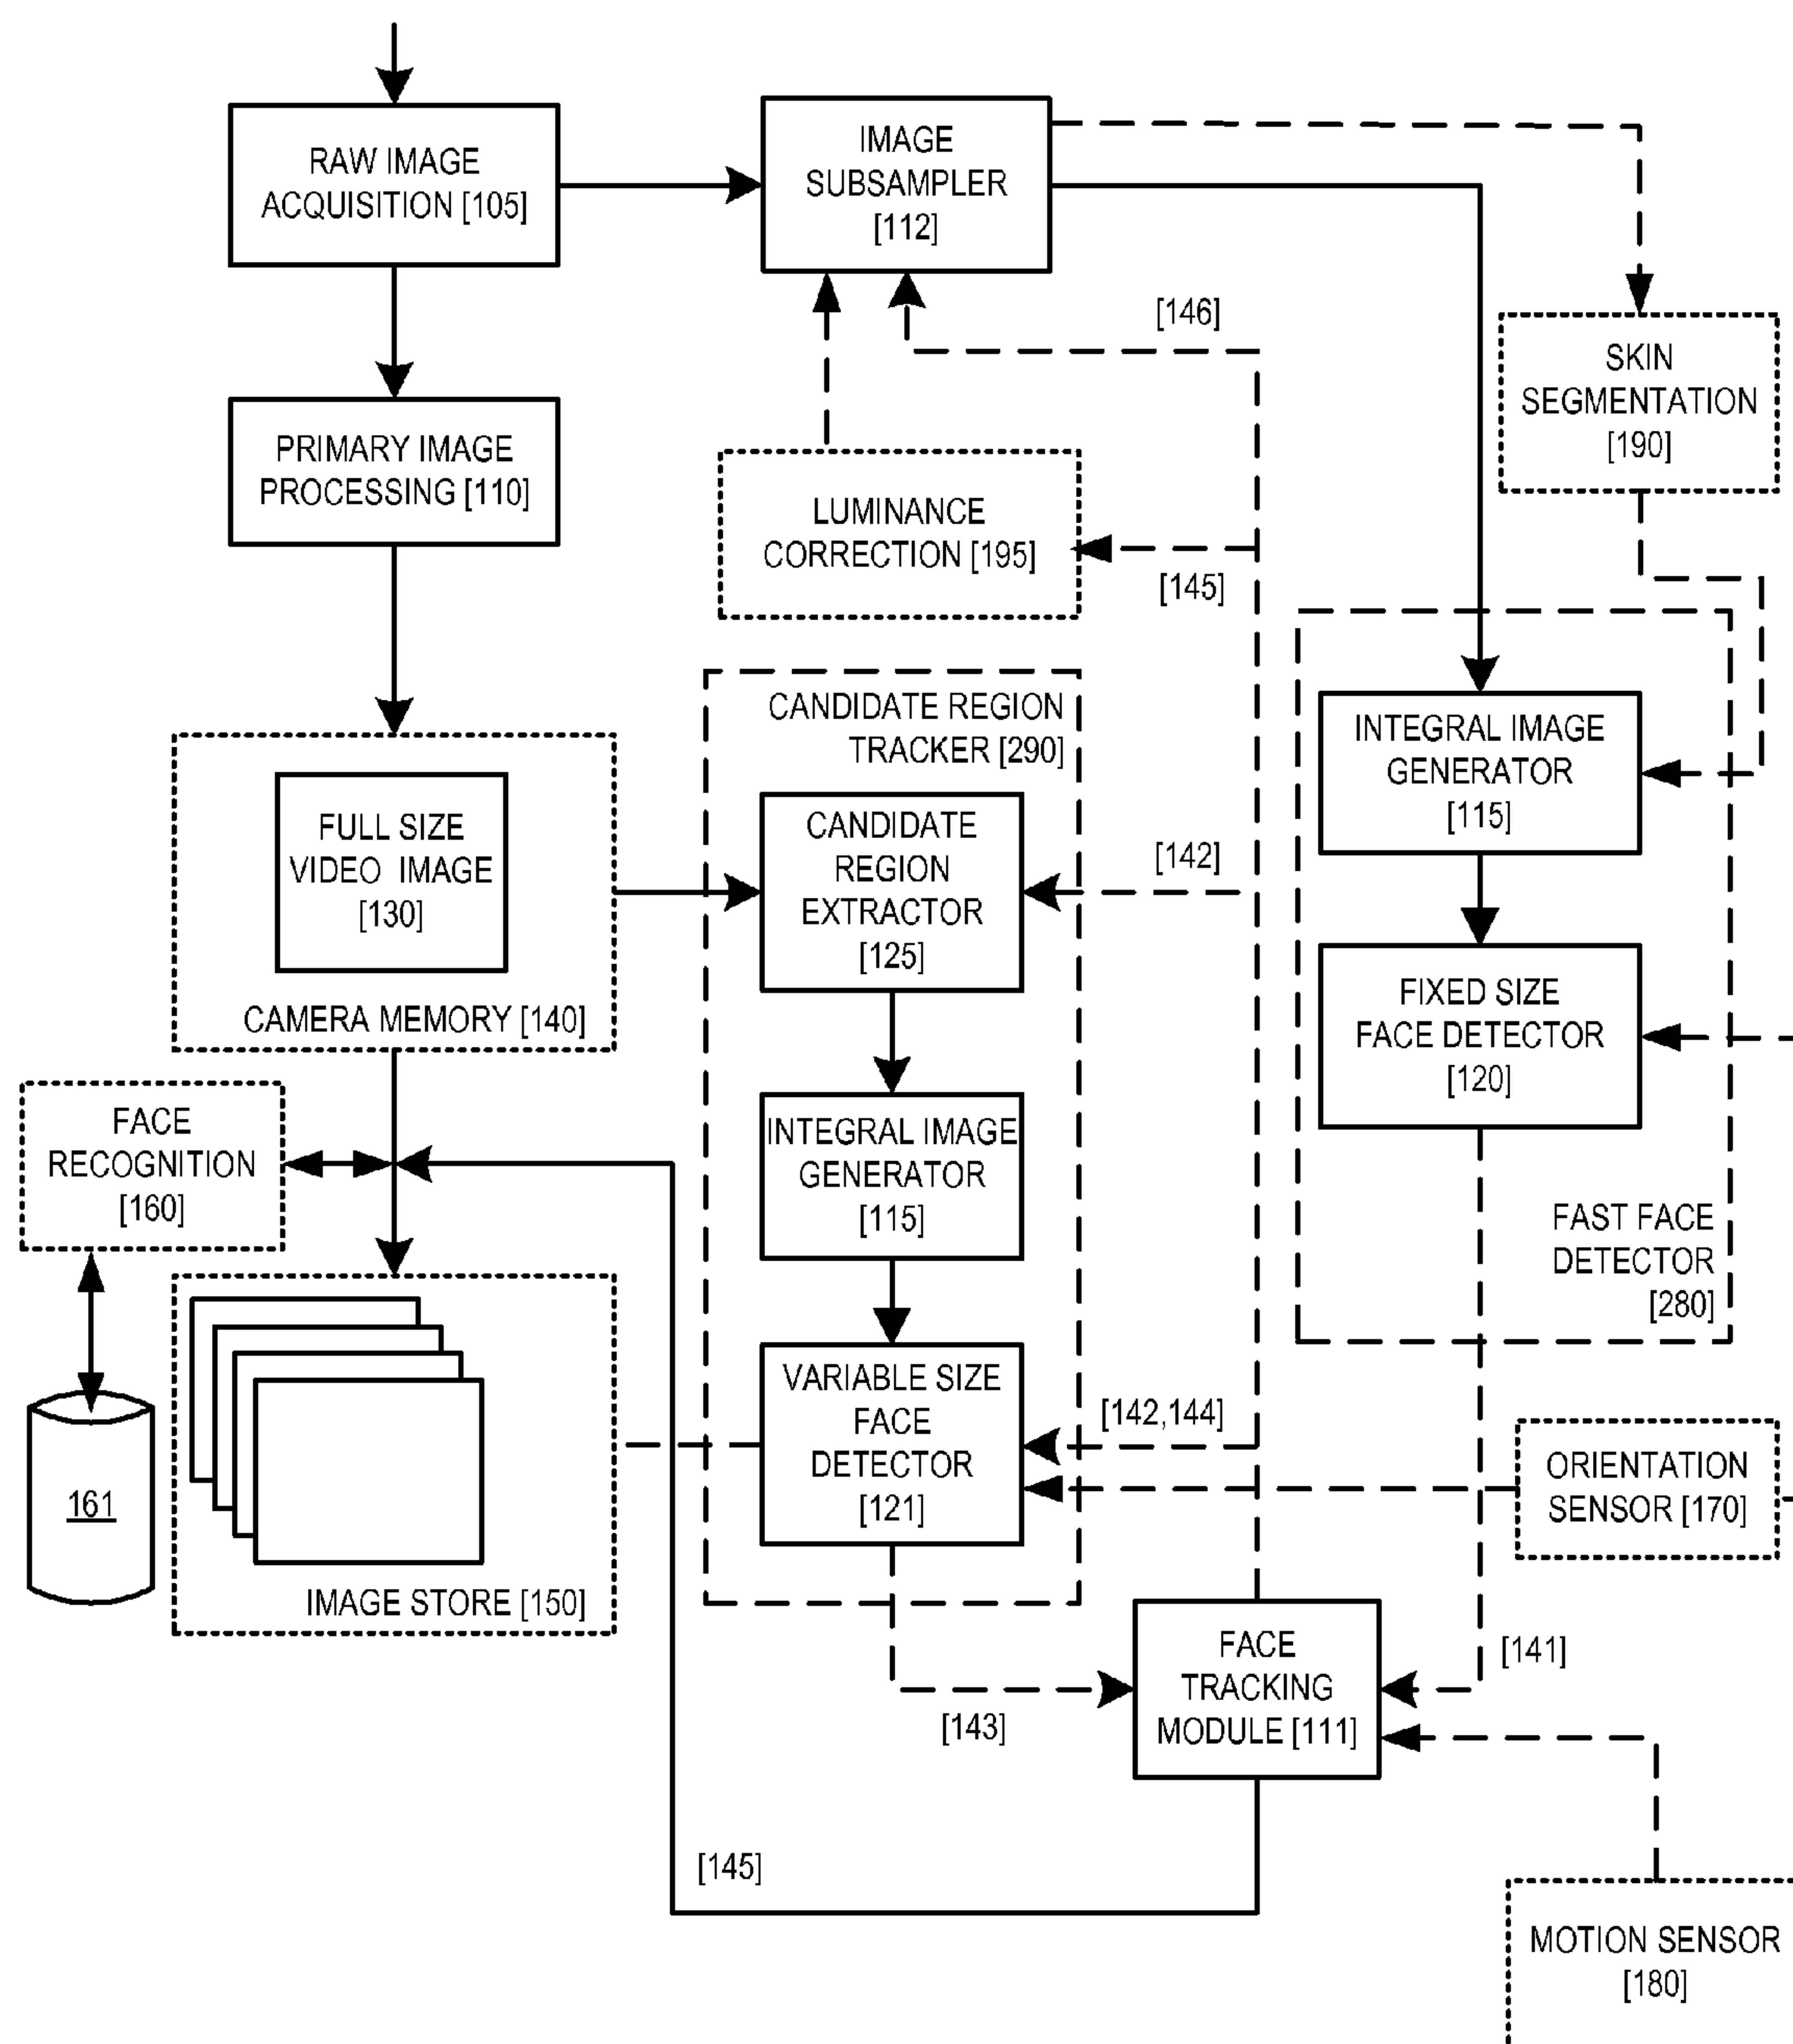 RAW IMAGE
ACQUISITION [105]
IMAGE
SUBSAMPLER
[112]
[146]
SKIN
SEGMENTATION
[190]
PRIMARY IMAGE
PROCESSING [110]
LUMINANCE
CORRECTION [195]
[145]
CANDIDATE REGION
TRACKER [290]
INTEGRAL IMAGE
GENERATOR
[115]
FULL SIZE
VIDEO IMAGE
[130]
CAMERA MEMORY [140]
CANDIDATE
REGION
EXTRACTOR
[125]
[142]
FIXED SIZE
FACE DETECTOR
[120]
FACE
RECOGNITION
[160]
INTEGRAL IMAGE
GENERATOR
[115]
FAST FACE
DETECTOR
[280]
161
IMAGE STORE [150]
VARIABLE SIZE
FACE
DETECTOR
[121]
[142,144]
ORIENTATION
SENSOR [170]
[143]
FACE
TRACKING
MODULE [111]
[141]
[145]
MOTION SENSOR
[180]